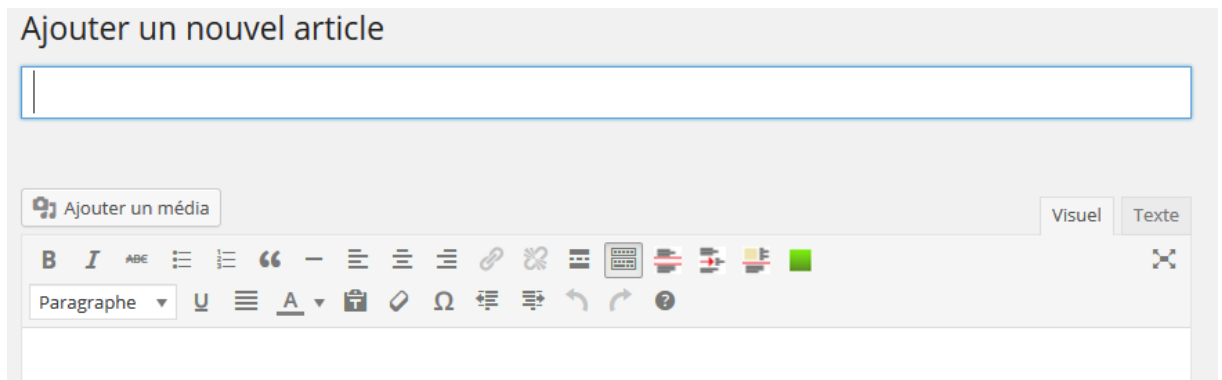 Ajouter un nouvel article
Ajouter un média
Visuel Texte
B I ABC
Paragraphe U A T Ω ?